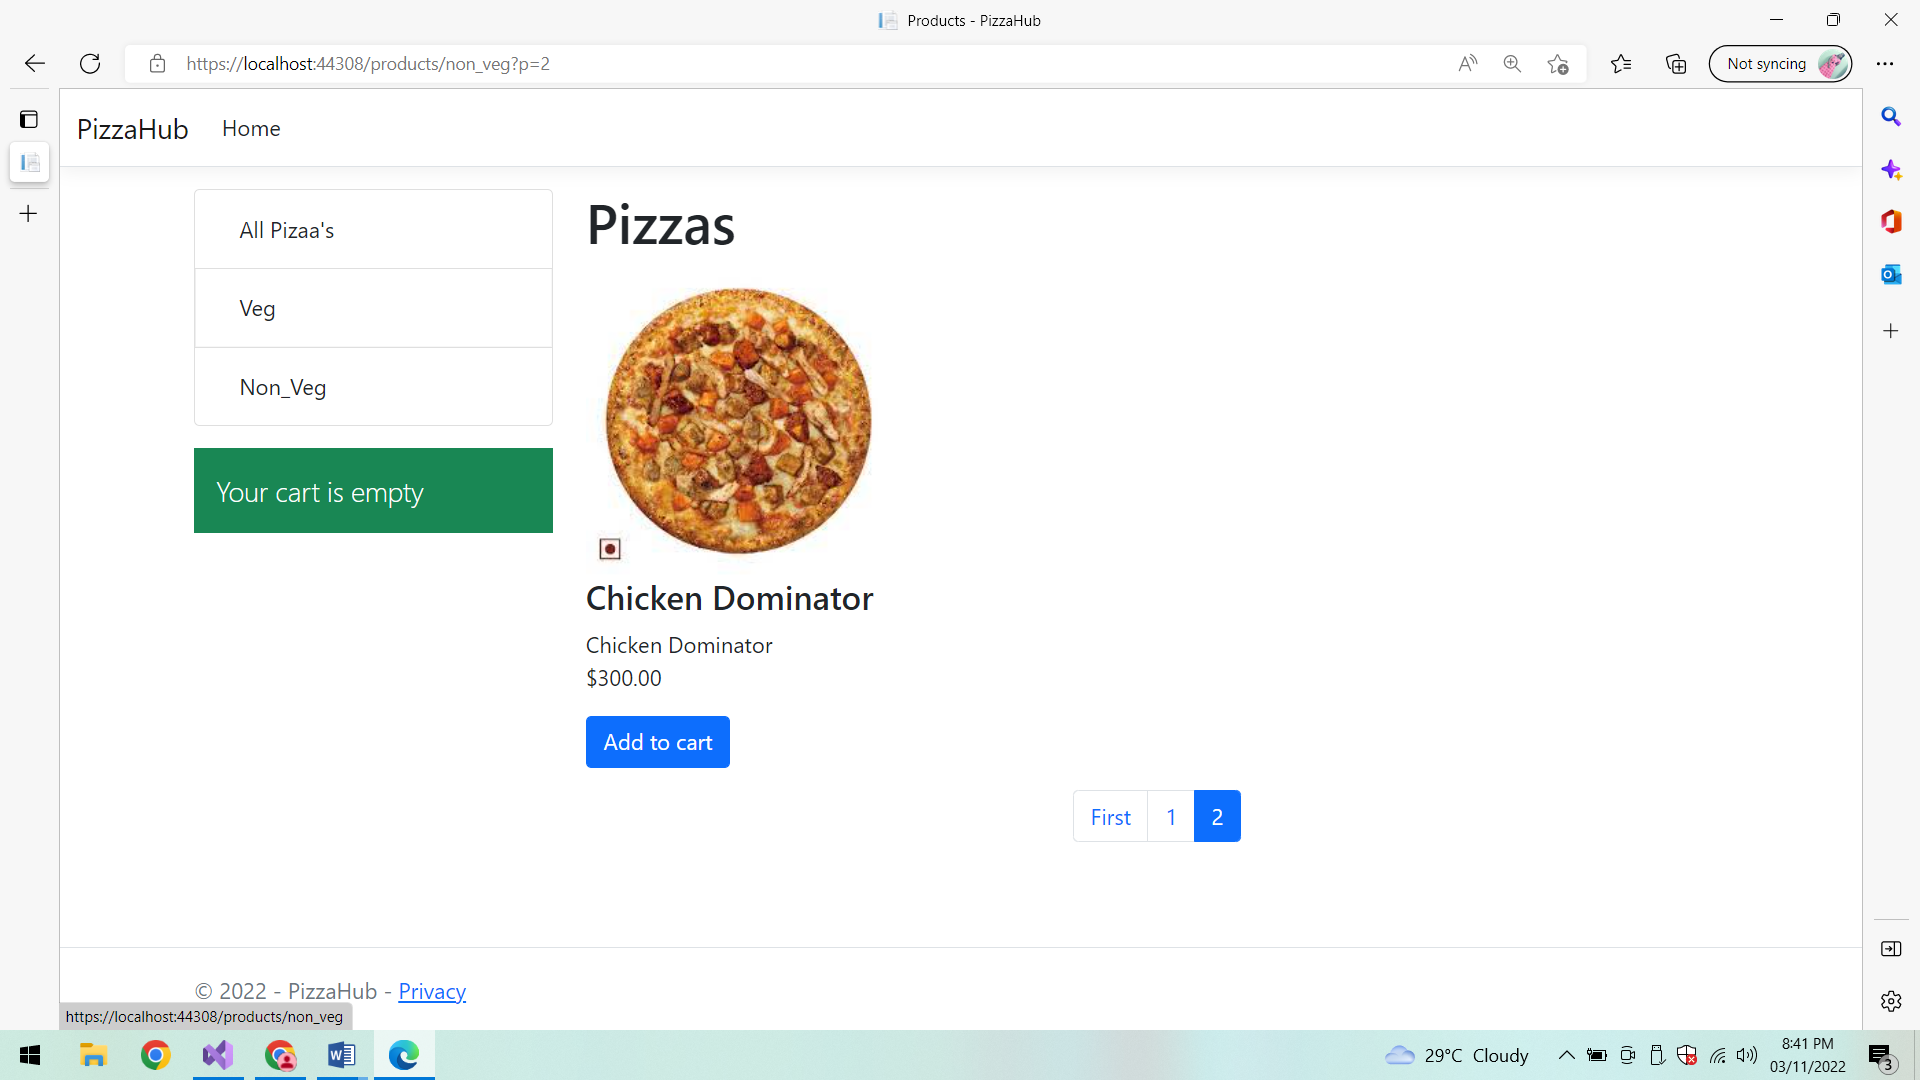 Products - PizzaHub
https://localhost:44308/products/non_veg?p=2
Not syncing
PizzaHub
Home
All Pizaa's
Veg
Non_Veg
Your cart is empty
Pizzas
Chicken Dominator
Chicken Dominator
$300.00
Add to cart
First 1 2
© 2022 - PizzaHub - Privacy
https://localhost:44308/products/non_veg
29°C Cloudy
8:41 PM
03/11/2022
3